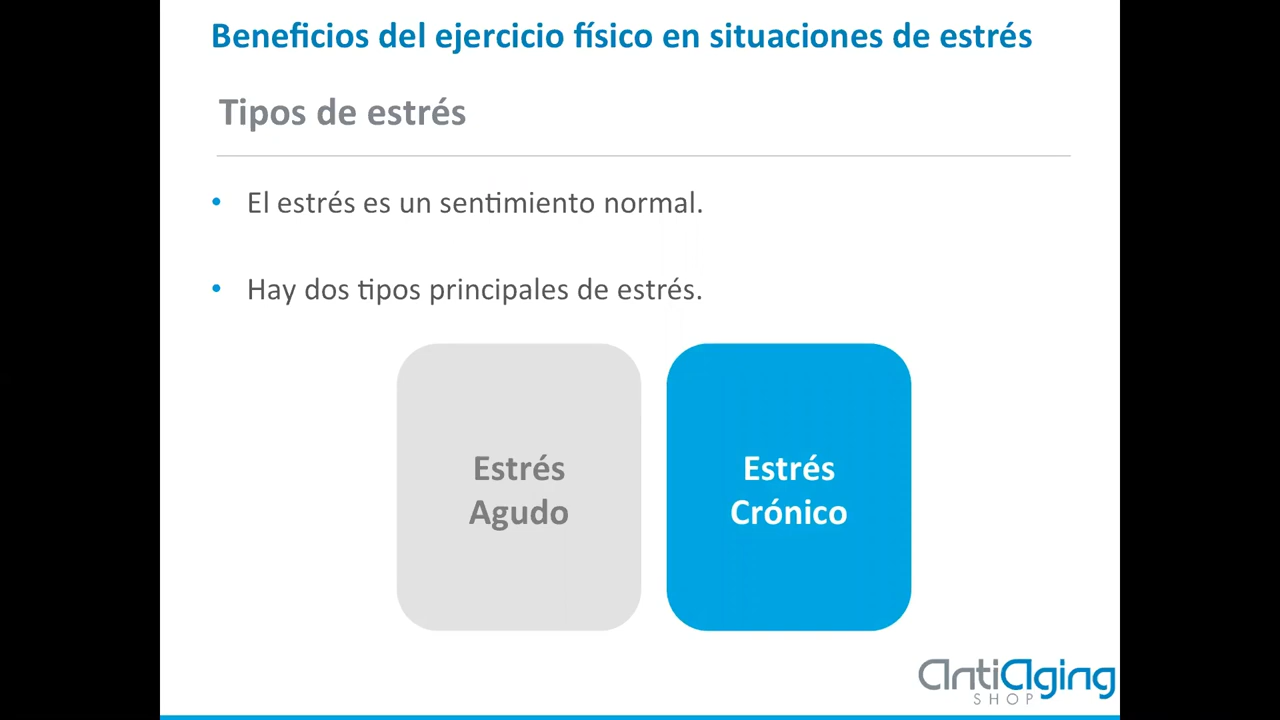 Beneficios del ejercicio físico en situaciones de estrés
Tipos de estrés
• El estrés es un sentimiento normal.
• Hay dos tipos principales de estrés.
Estrés
Agudo
Estrés
Crónico
antiaging
SHOP